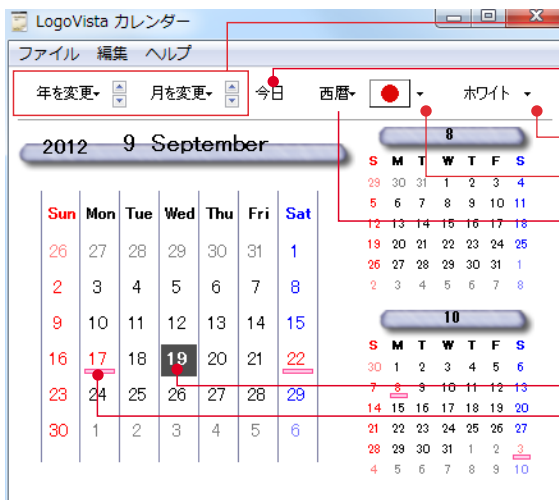 LogoVista カレンダー
ファイル 編集 ヘルプ
年を変更 月を変更 今日 西暦 ホワイト
2012 9 September
Sun Mon Tue Wed Thu Fri Sat
26 27 28 29 30 31 1
2 3 4 5 6 7 8
9 10 11 12 13 14 15
16 17 18 19 20 21 22
23 24 25 26 27 28 29
30 1 2 3 4 5 6
8
S M T W T F S
29 30 31 1 2 3 4
5 6 7 8 9 10 11
12 13 14 15 16 17 18
19 20 21 22 23 24 25
26 27 28 29 30 31 1
2 3 4 5 6 7 8
10
S M T W T F S
30 1 2 3 4 5 6
7 8 9 10 11 12 13
14 15 16 17 18 19 20
21 22 23 24 25 26 27
28 29 30 31 1 2 3
4 5 6 7 8 9 10